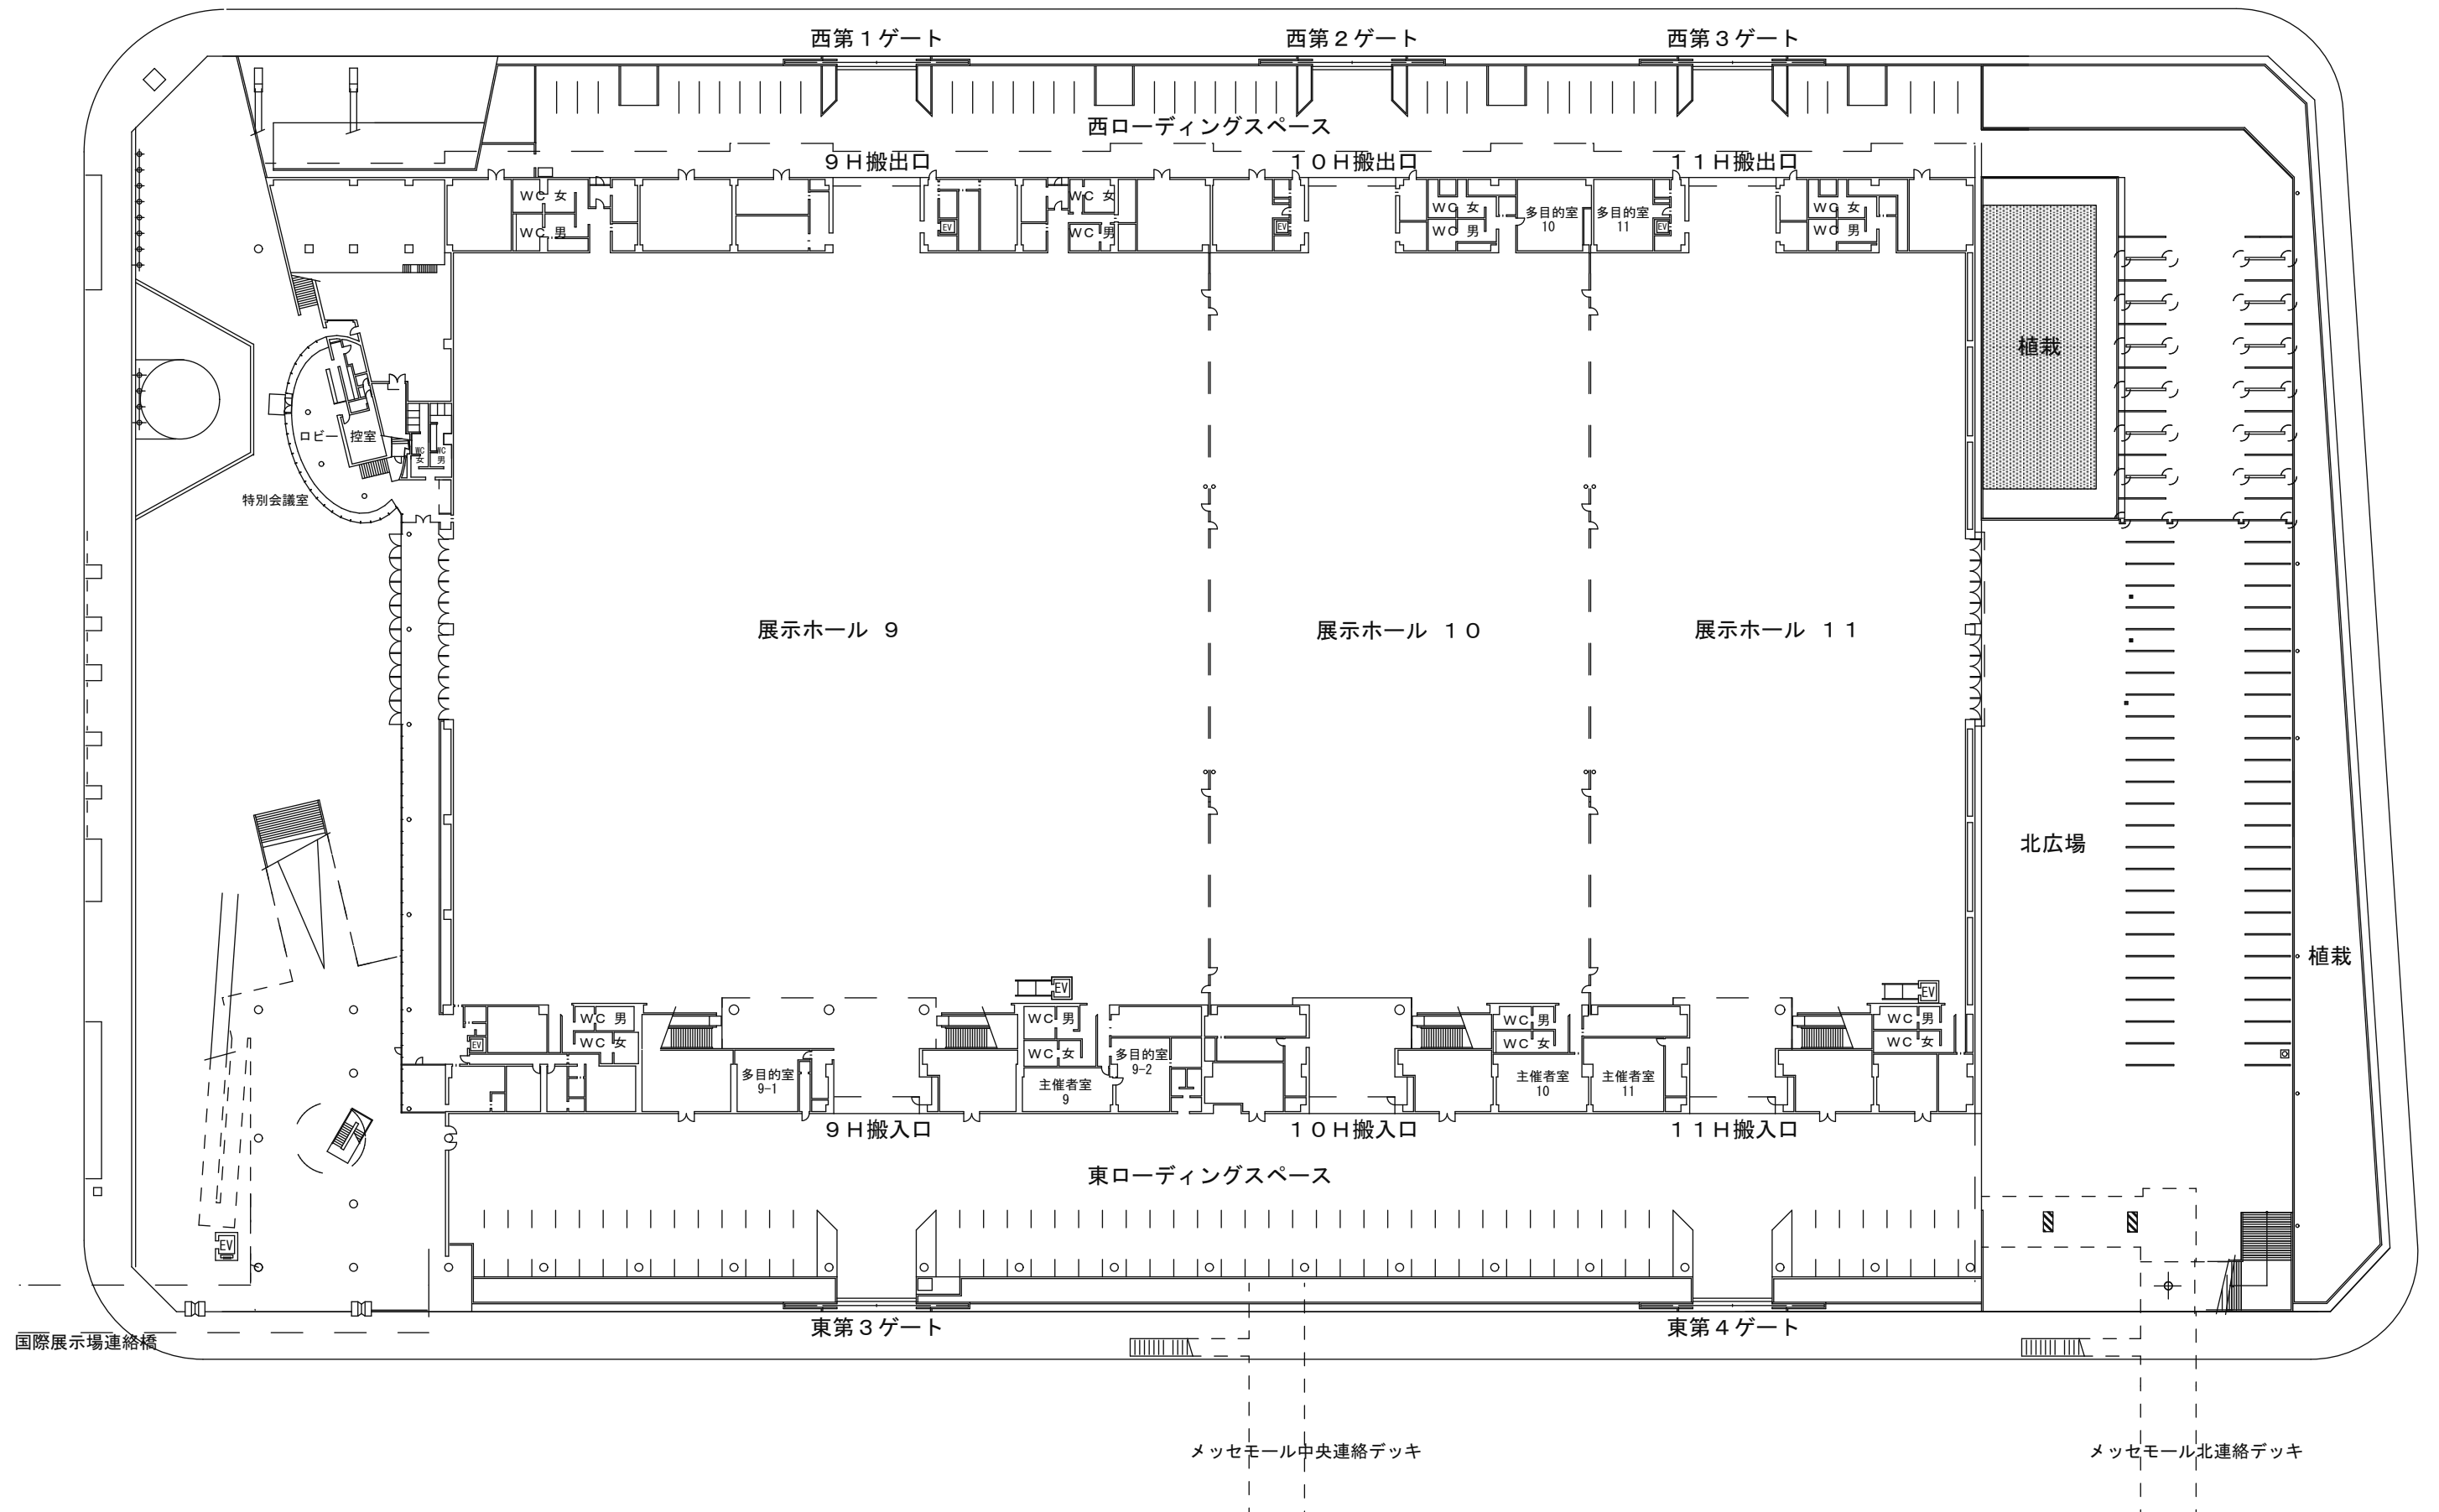 西第１ゲート
西第２ゲート
西第３ゲート
西ローディングスペース
９Ｈ搬出口
１０Ｈ搬出口
１１Ｈ搬出口
ＷＣ 女
ＷＣ 男
ＷＣ 女
ＷＣ 男
EV
EV
ＷＣ 女
ＷＣ 男
多目的室
10
多目的室
11
EV
ＷＣ 女
ＷＣ 男
植栽
ロビー
控室
WC
女
WC
男
特別会議室
展示ホール ９
展示ホール １０
展示ホール １１
北広場
植栽
EV
EV
ＷＣ 男
ＷＣ 女
EV
ＷＣ 男
ＷＣ 女
ＷＣ 男
ＷＣ 女
ＷＣ 男
ＷＣ 女
多目的室
9-1
主催者室
9
多目的室
9-2
主催者室
10
主催者室
11
９Ｈ搬入口
１０Ｈ搬入口
１１Ｈ搬入口
東ローディングスペース
EV
東第３ゲート
東第４ゲート
国際展示場連絡橋
メッセモール中央連絡デッキ
メッセモール北連絡デッキ